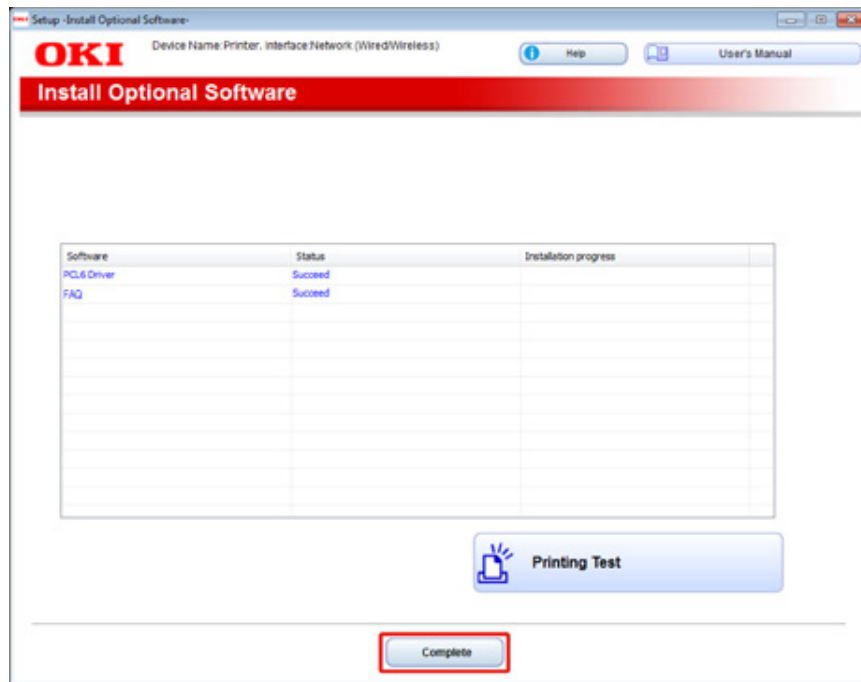 OKI Setup -Install Optional Software-
OKI Device Name:Printer, Interface:Network (Wired/Wireless) Help User's Manual
Install Optional Software
Software Status Installation progress
PCL6 Driver Succeed
FAQ Succeed
Printing Test
Complete